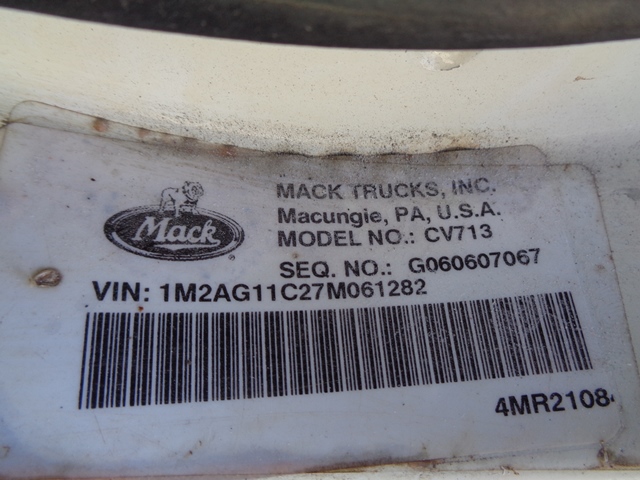 Mack
MACK TRUCKS, INC.
Macungie, PA, U.S.A.
MODEL NO.: CV713
SEQ. NO.: G060607067
VIN: 1M2AG11C27M061282
4MR2108